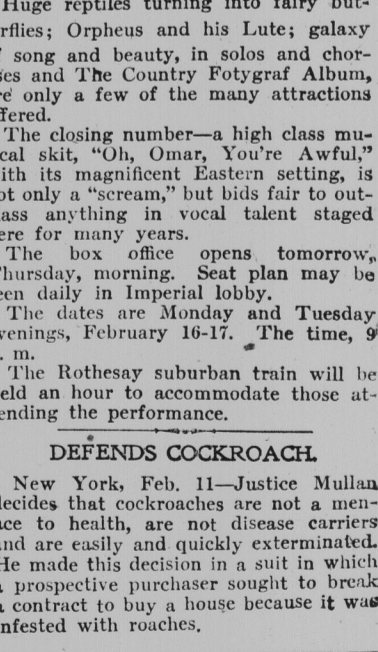 Huge reptiles turning into fairy but-
rflies; Orpheus and his Lute; galaxy
song and beauty, in solos and chor-
es and The Country Fotygraf Album,
re only a few of the many attractions
fered.
The closing number—a high class mu-
cal skit, "Oh, Omar, You're Awful,"
ith its magnificent Eastern setting, is
ot only a "scream," but bids fair to out-
ass anything in vocal talent staged
ere for many years.
The box office opens tomorrow,
hursday, morning. Seat plan may be
een daily in Imperial lobby.
The dates are Monday and Tuesday
venings, February 16-17. The time, 9
. m.
The Rothesay suburban train will be
eld an hour to accommodate those at-
ending the performance.
DEFENDS COCKROACH.
New York, Feb. 11—Justice Mullan
decides that cockroaches are not a men-
ace to health, are not disease carriers
and are easily and quickly exterminated.
He made this decision in a suit in which
a prospective purchaser sought to break
a contract to buy a house because it was
infested with roaches.